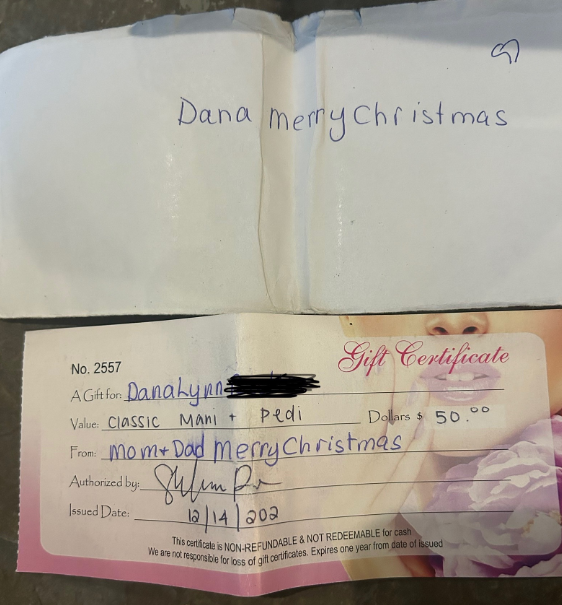 Dana merry Christmas
Gift Certificate
No. 2557
A Gift for: DanaLynn
Value: Classic Mani + Pedi Dollars $ 50.00
From: mom + Dad merry Christmas
Authorized by:
Issued Date: 12/14/202
This certificate is NON-REFUNDABLE & NOT REDEEMABLE for cash
We are not responsible for loss of gift certificates. Expires one year from date of issued